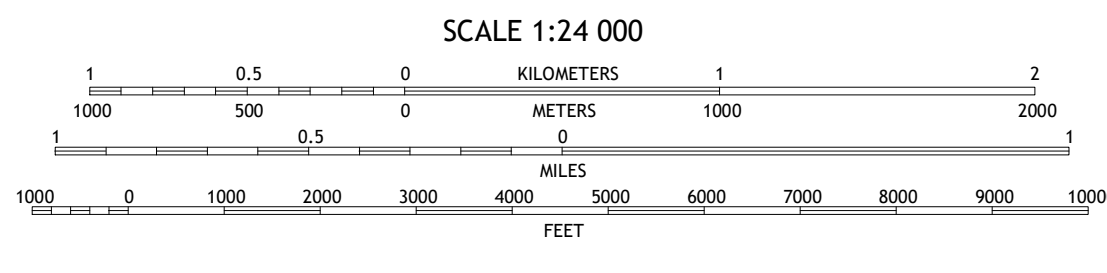 SCALE 1:24 000
1 0.5 0 KILOMETERS 1 2
1000 500 0 METERS 1000 2000
1 0.5 0 1
MILES
1000 0 1000 2000 3000 4000 5000 6000 7000 8000 9000 1000
FEET